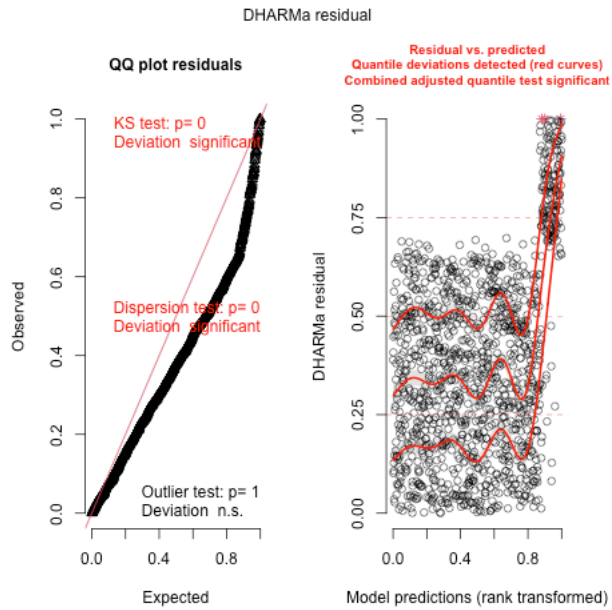 DHARMa residual
QQ plot residuals
KS test: p= 0
Deviation significant
Dispersion test: p= 0
Deviation significant
Outlier test: p= 1
Deviation n.s.
Observed
0.0
0.2
0.4
0.6
0.8
1.0
0.0
0.4
0.8
Expected
Residual vs. predicted
Quantile deviations detected (red curves)
Combined adjusted quantile test significant
DHARMa residual
0.00
0.25
0.50
0.75
1.00
0.0
0.4
0.8
Model predictions (rank transformed)